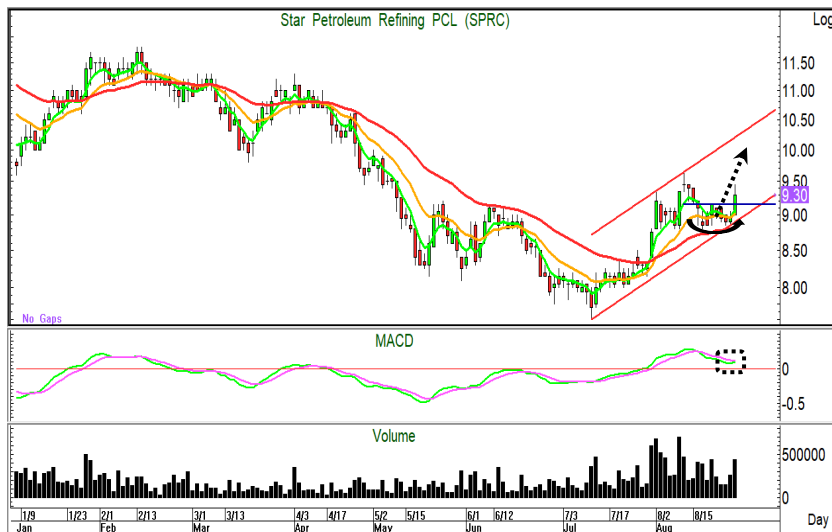 Star Petroleum Refining PCL (SPRC)
Log
11.50
11.00
10.50
10.00
9.50
9.30
9.00
8.50
8.00
No Gaps
MACD
0
-0.5
Volume
500000
0
1/9 1/23 2/1 2/13 3/1 3/13 4/3 4/17 5/2 5/15 6/1 6/12 7/3 7/17 8/2 8/15
Jan Feb Mar Apr May Jun Jul Aug Day